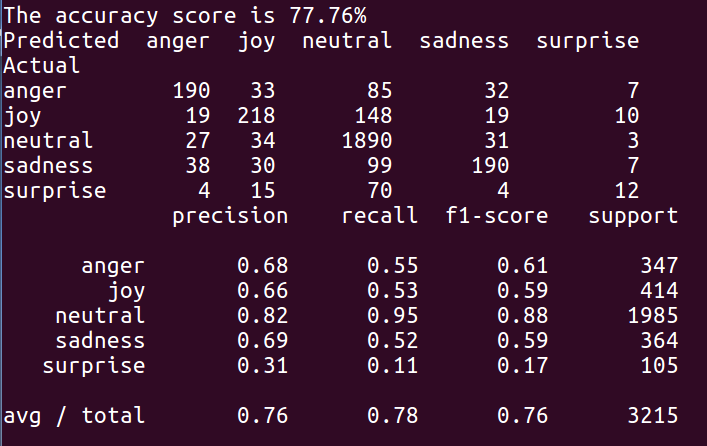 The accuracy score is 77.76%
Predicted anger joy neutral sadness surprise
Actual
anger 190 33 85 32 7
joy 19 218 148 19 10
neutral 27 34 1890 31 3
sadness 38 30 99 190 7
surprise 4 15 70 4 12
precision recall f1-score support
anger 0.68 0.55 0.61 347
joy 0.66 0.53 0.59 414
neutral 0.82 0.95 0.88 1985
sadness 0.69 0.52 0.59 364
surprise 0.31 0.11 0.17 105
avg / total 0.76 0.78 0.76 3215